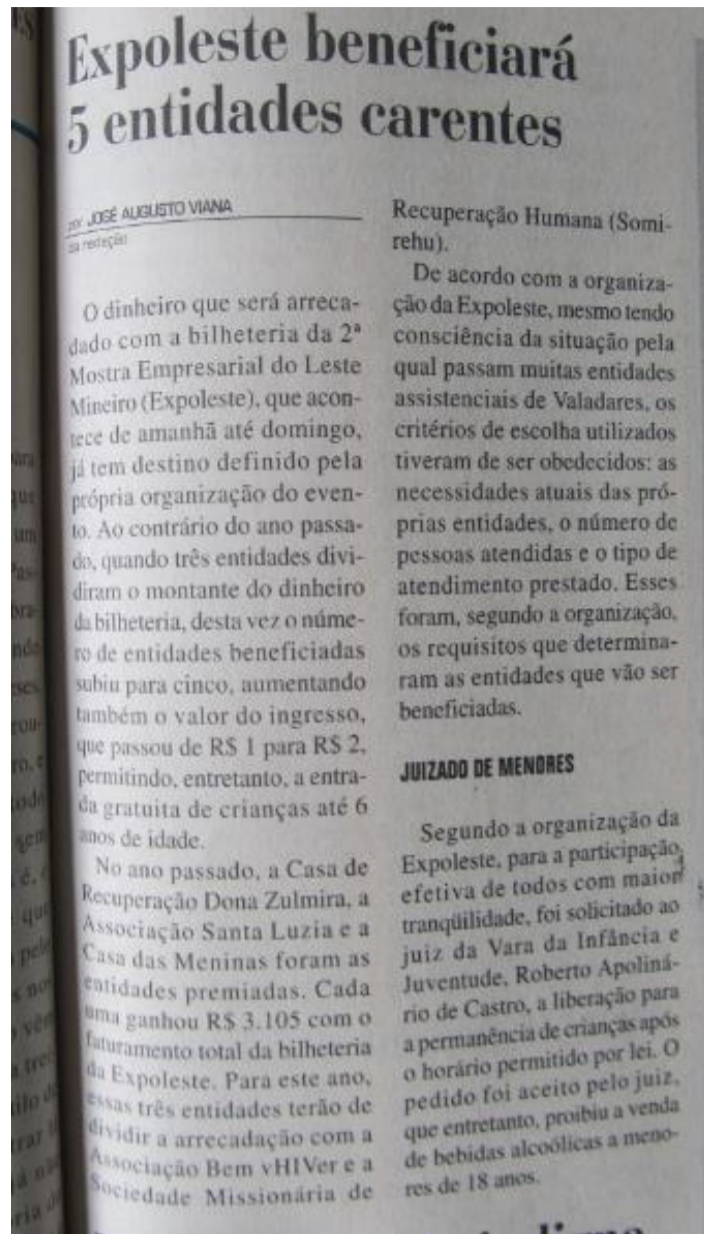 Expoleste beneficiará
5 entidades carentes
por JOSÉ AUGUSTO VIANA
da redação
O dinheiro que será arreca-
dado com a bilheteria da 2ª
Mostra Empresarial do Leste
Mineiro (Expoleste), que acon-
tece de amanhã até domingo,
já tem destino definido pela
própria organização do even-
to. Ao contrário do ano passa-
do, quando três entidades divi-
diram o montante do dinheiro
da bilheteria, desta vez o núme-
ro de entidades beneficiadas
subiu para cinco, aumentando
também o valor do ingresso,
que passou de R$ 1 para R$ 2,
permitindo, entretanto, a entra-
da gratuita de crianças até 6
anos de idade.
No ano passado, a Casa de
Recuperação Dona Zulmira, a
Associação Santa Luzia e a
Casa das Meninas foram as
entidades premiadas. Cada
uma ganhou R$ 3.105 com o
faturamento total da bilheteria
da Expoleste. Para este ano,
essas três entidades terão de
dividir a arrecadação com a
Associação Bem vHIVer e a
Sociedade Missionária de
Recuperação Humana (Somi-
rehu).
De acordo com a organiza-
ção da Expoleste, mesmo tendo
consciência da situação pela
qual passam muitas entidades
assistenciais de Valadares, os
critérios de escolha utilizados
tiveram de ser obedecidos: as
necessidades atuais das pró-
prias entidades, o número de
pessoas atendidas e o tipo de
atendimento prestado. Esses
foram, segundo a organização,
os requisitos que determina-
ram as entidades que vão ser
beneficiadas.
JUIZADO DE MENORES
Segundo a organização da
Expoleste, para a participação
efetiva de todos com maior
tranqüilidade, foi solicitado ao
juiz da Vara da Infância e
Juventude, Roberto Apoliná-
rio de Castro, a liberação para
a permanência de crianças após
o horário permitido por lei. O
pedido foi aceito pelo juiz,
que entretanto, proibiu a venda
de bebidas alcoólicas a meno-
res de 18 anos.